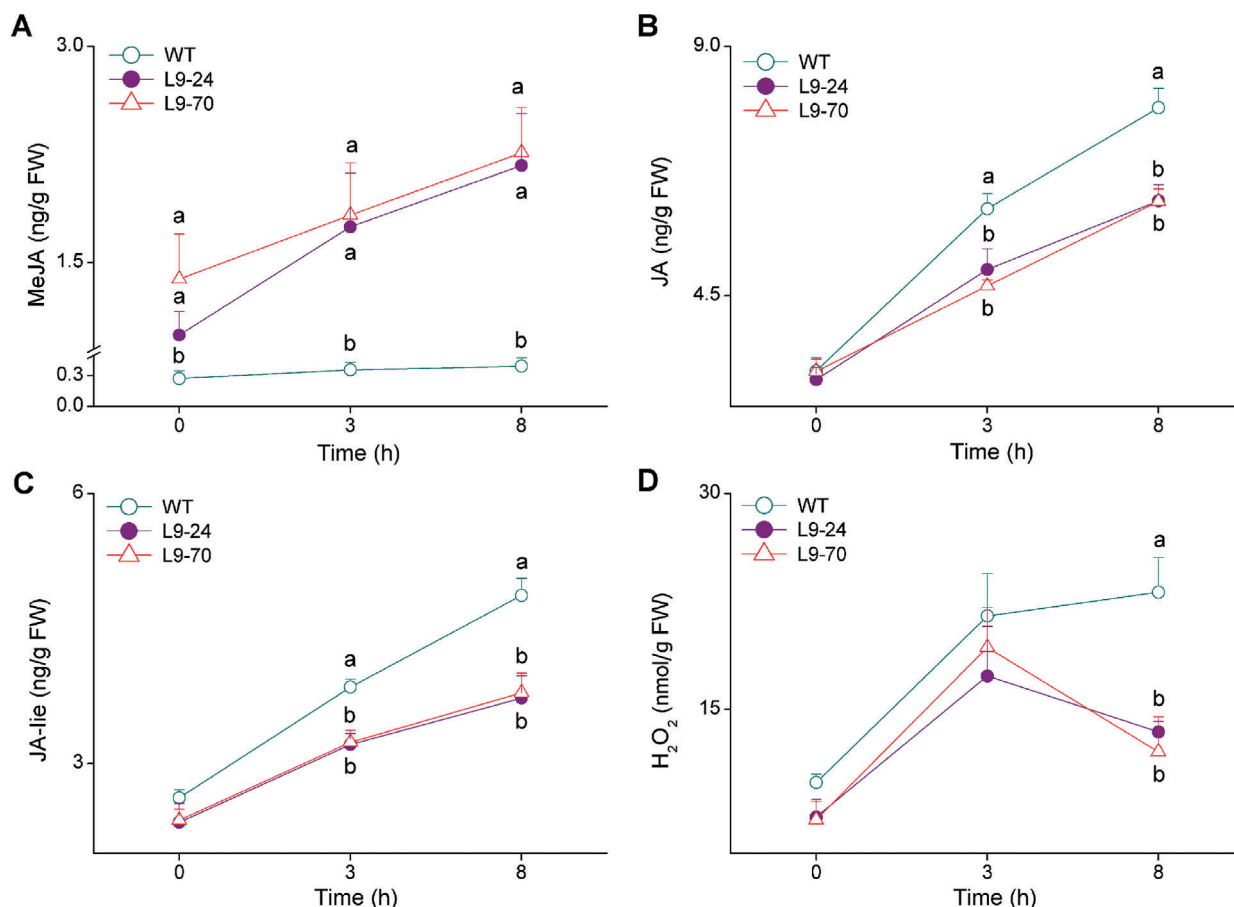 A
3.0
WT
L9-24
L9-70
a
a
a
a
a
a
b
b
b
1.5
0.3
0.0
MeJA (ng/g FW)
0
3
8
Time (h)
B
9.0
WT
L9-24
L9-70
a
a
b
b
b
b
4.5
JA (ng/g FW)
0
3
8
Time (h)
C
6
WT
L9-24
L9-70
a
a
b
b
b
b
3
JA-Iie (ng/g FW)
0
3
8
Time (h)
D
30
WT
L9-24
L9-70
a
b
b
15
H₂O₂ (nmol/g FW)
0
3
8
Time (h)